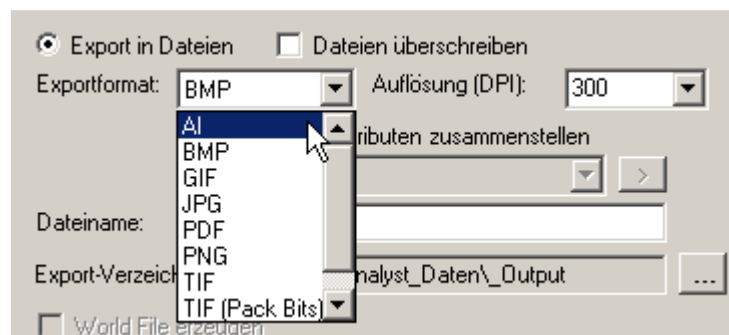 Export in Dateien Dateien überschreiben
Exportformat: BMP Auflösung (DPI): 300
AI
ributen zusammenstellen
BMP
GIF
>
JPG
Dateiname:
PDF
PNG
Export-Verzeich nalyst_Daten\_Output ...
TIF
TIF (Pack Bits)
World File erzeugen